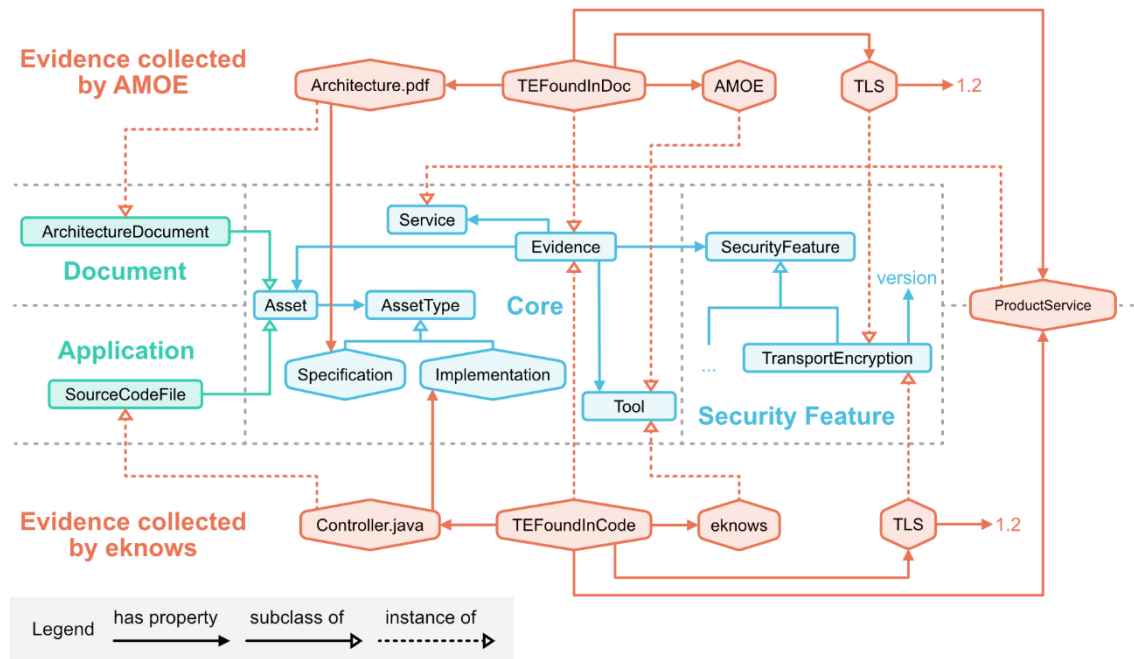 Evidence collected
by AMOE
Architecture.pdf
TEFoundInDoc
AMOE
TLS
1.2
ArchitectureDocument
Document
Service
Evidence
SecurityFeature
version
Core
ProductService
Asset
AssetType
Application
...
TransportEncryption
Specification
Implementation
SourceCodeFile
Tool
Security Feature
Evidence collected
by eknows
Controller.java
TEFoundInCode
eknows
TLS
1.2
Legend
has property
subclass of
instance of